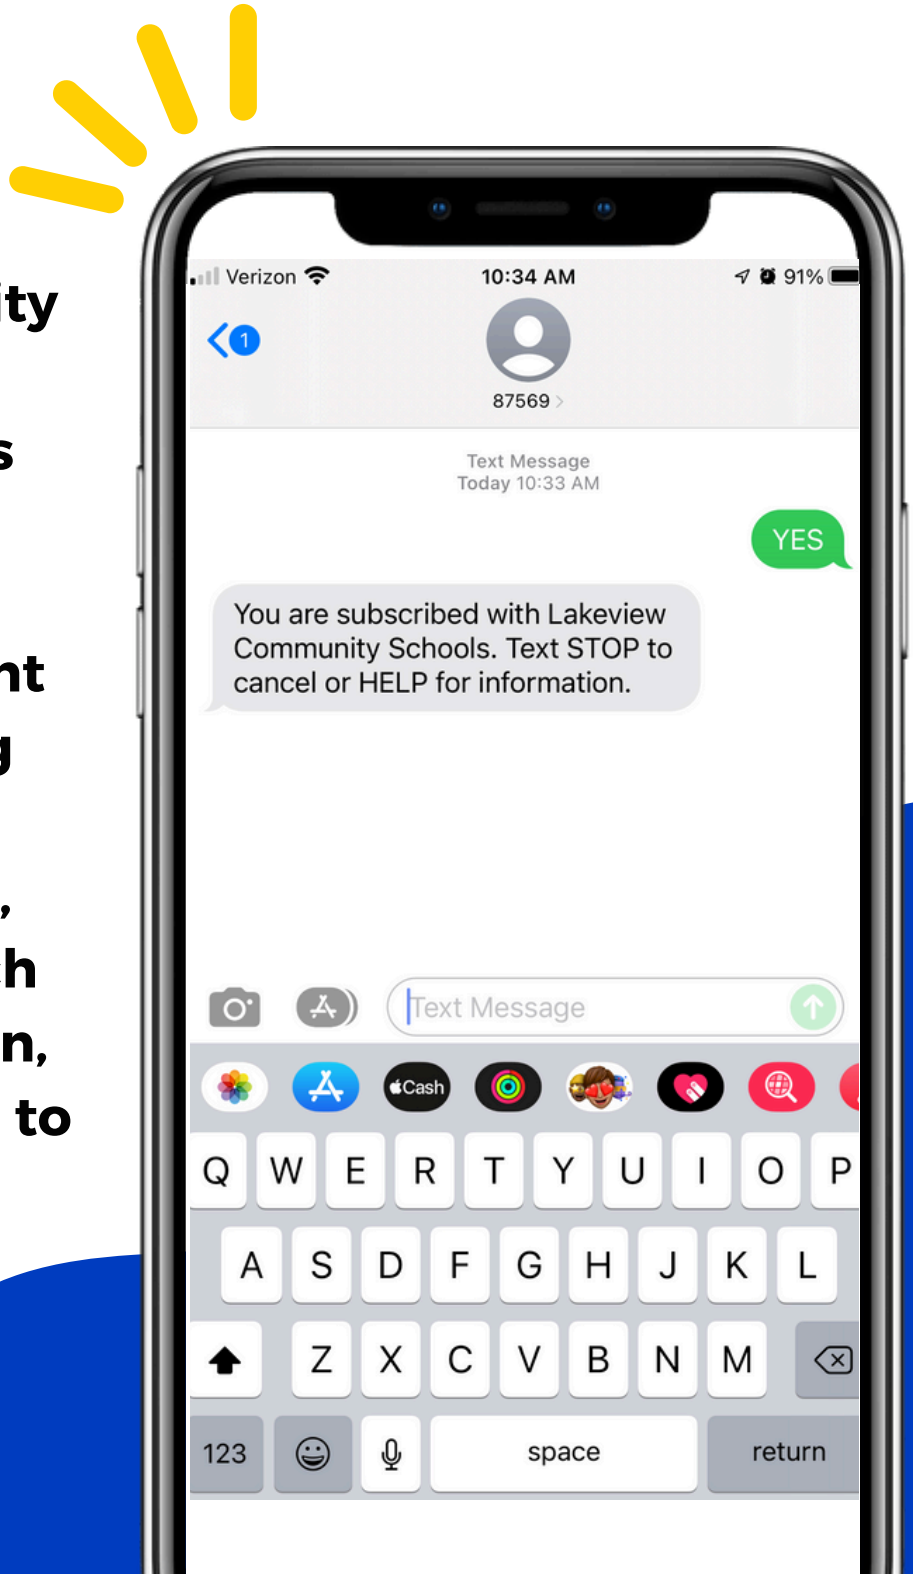 ity
s
nt
g
,
ch
n,
to
Verizon
10:34 AM
91%
1
87569
Text Message
Today 10:33 AM
YES
You are subscribed with Lakeview
Community Schools. Text STOP to
cancel or HELP for information.
Text Message
Cash
Q W E R T Y U I O P
A S D F G H J K L
Z X C V B N M
123 space return